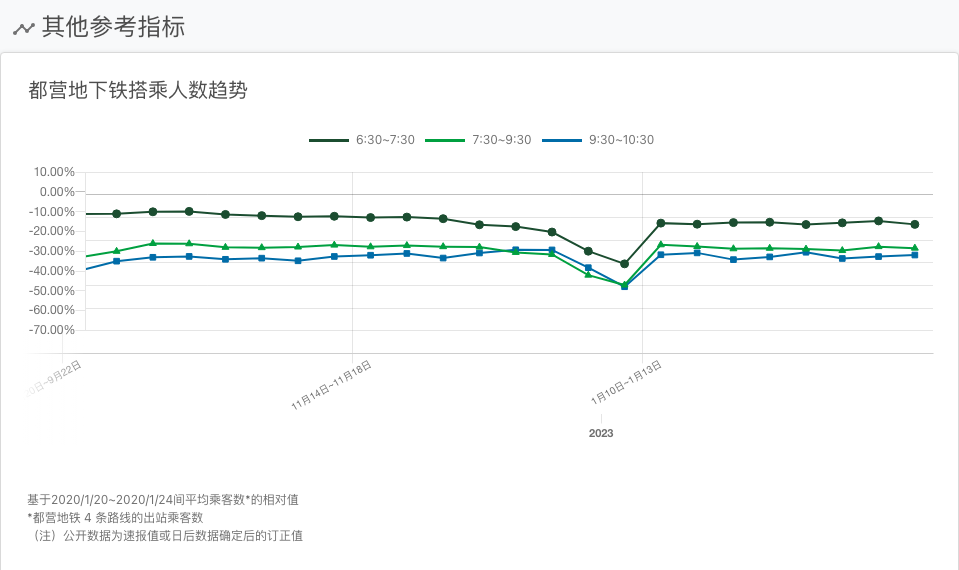 其他参考指标
都营地下铁搭乘人数趋势
6:30~7:30 7:30~9:30 9:30~10:30
10.00%
0.00%
-10.00%
-20.00%
-30.00%
-40.00%
-50.00%
-60.00%
-70.00%
0日~9月22日 11月14日~11月18日 1月10日~1月13日
2023
基于2020/1/20~2020/1/24间平均乘客数*的相对值
*都营地铁 4 条路线的出站乘客数
（注）公开数据为速报值或日后数据确定后的订正值